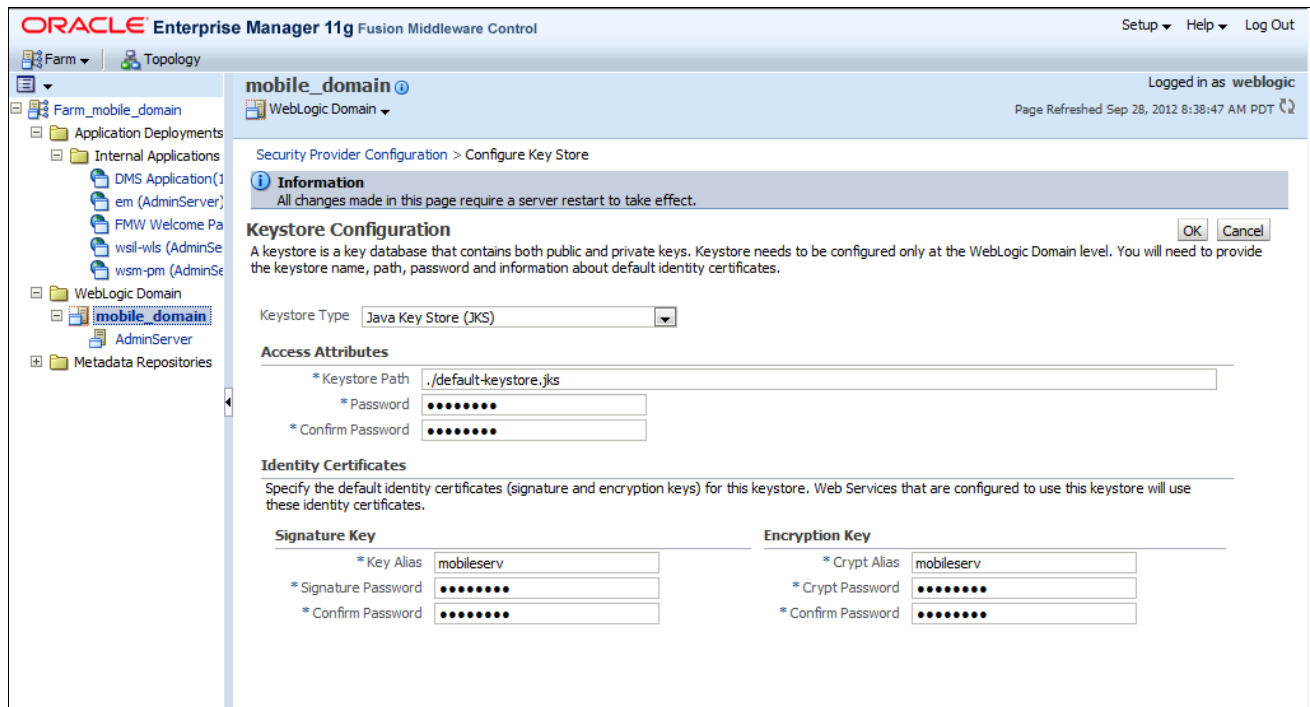 ORACLE Enterprise Manager 11g Fusion Middleware Control
Setup Help Log Out
Farm Topology
mobile_domain
WebLogic Domain
Logged in as weblogic
Page Refreshed Sep 28, 2012 8:38:47 AM PDT
Farm_mobile_domain
Application Deployments
Internal Applications
DMS Application(1
em (AdminServer)
FMW Welcome Pa
wsil-wls (AdminSe
wsm-pm (AdminSe
WebLogic Domain
mobile_domain
AdminServer
Metadata Repositories
Security Provider Configuration > Configure Key Store
Information
All changes made in this page require a server restart to take effect.
Keystore Configuration
OK Cancel
A keystore is a key database that contains both public and private keys. Keystore needs to be configured only at the WebLogic Domain level. You will need to provide
the keystore name, path, password and information about default identity certificates.
Keystore Type Java Key Store (JKS)
Access Attributes
* Keystore Path ./default-keystore.jks
* Password ●●●●●●●●
* Confirm Password ●●●●●●●●
Identity Certificates
Specify the default identity certificates (signature and encryption keys) for this keystore. Web Services that are configured to use this keystore will use
these identity certificates.
Signature Key
* Key Alias mobileserv
* Signature Password ●●●●●●●●
* Confirm Password ●●●●●●●●
Encryption Key
* Crypt Alias mobileserv
* Crypt Password ●●●●●●●●
* Confirm Password ●●●●●●●●